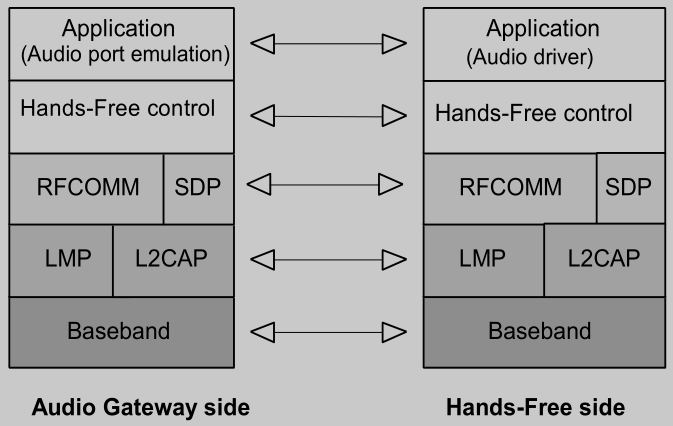 Application
(Audio port emulation)
Hands-Free control
RFCOMM SDP
LMP L2CAP
Baseband
Audio Gateway side
Application
(Audio driver)
Hands-Free control
RFCOMM SDP
LMP L2CAP
Baseband
Hands-Free side